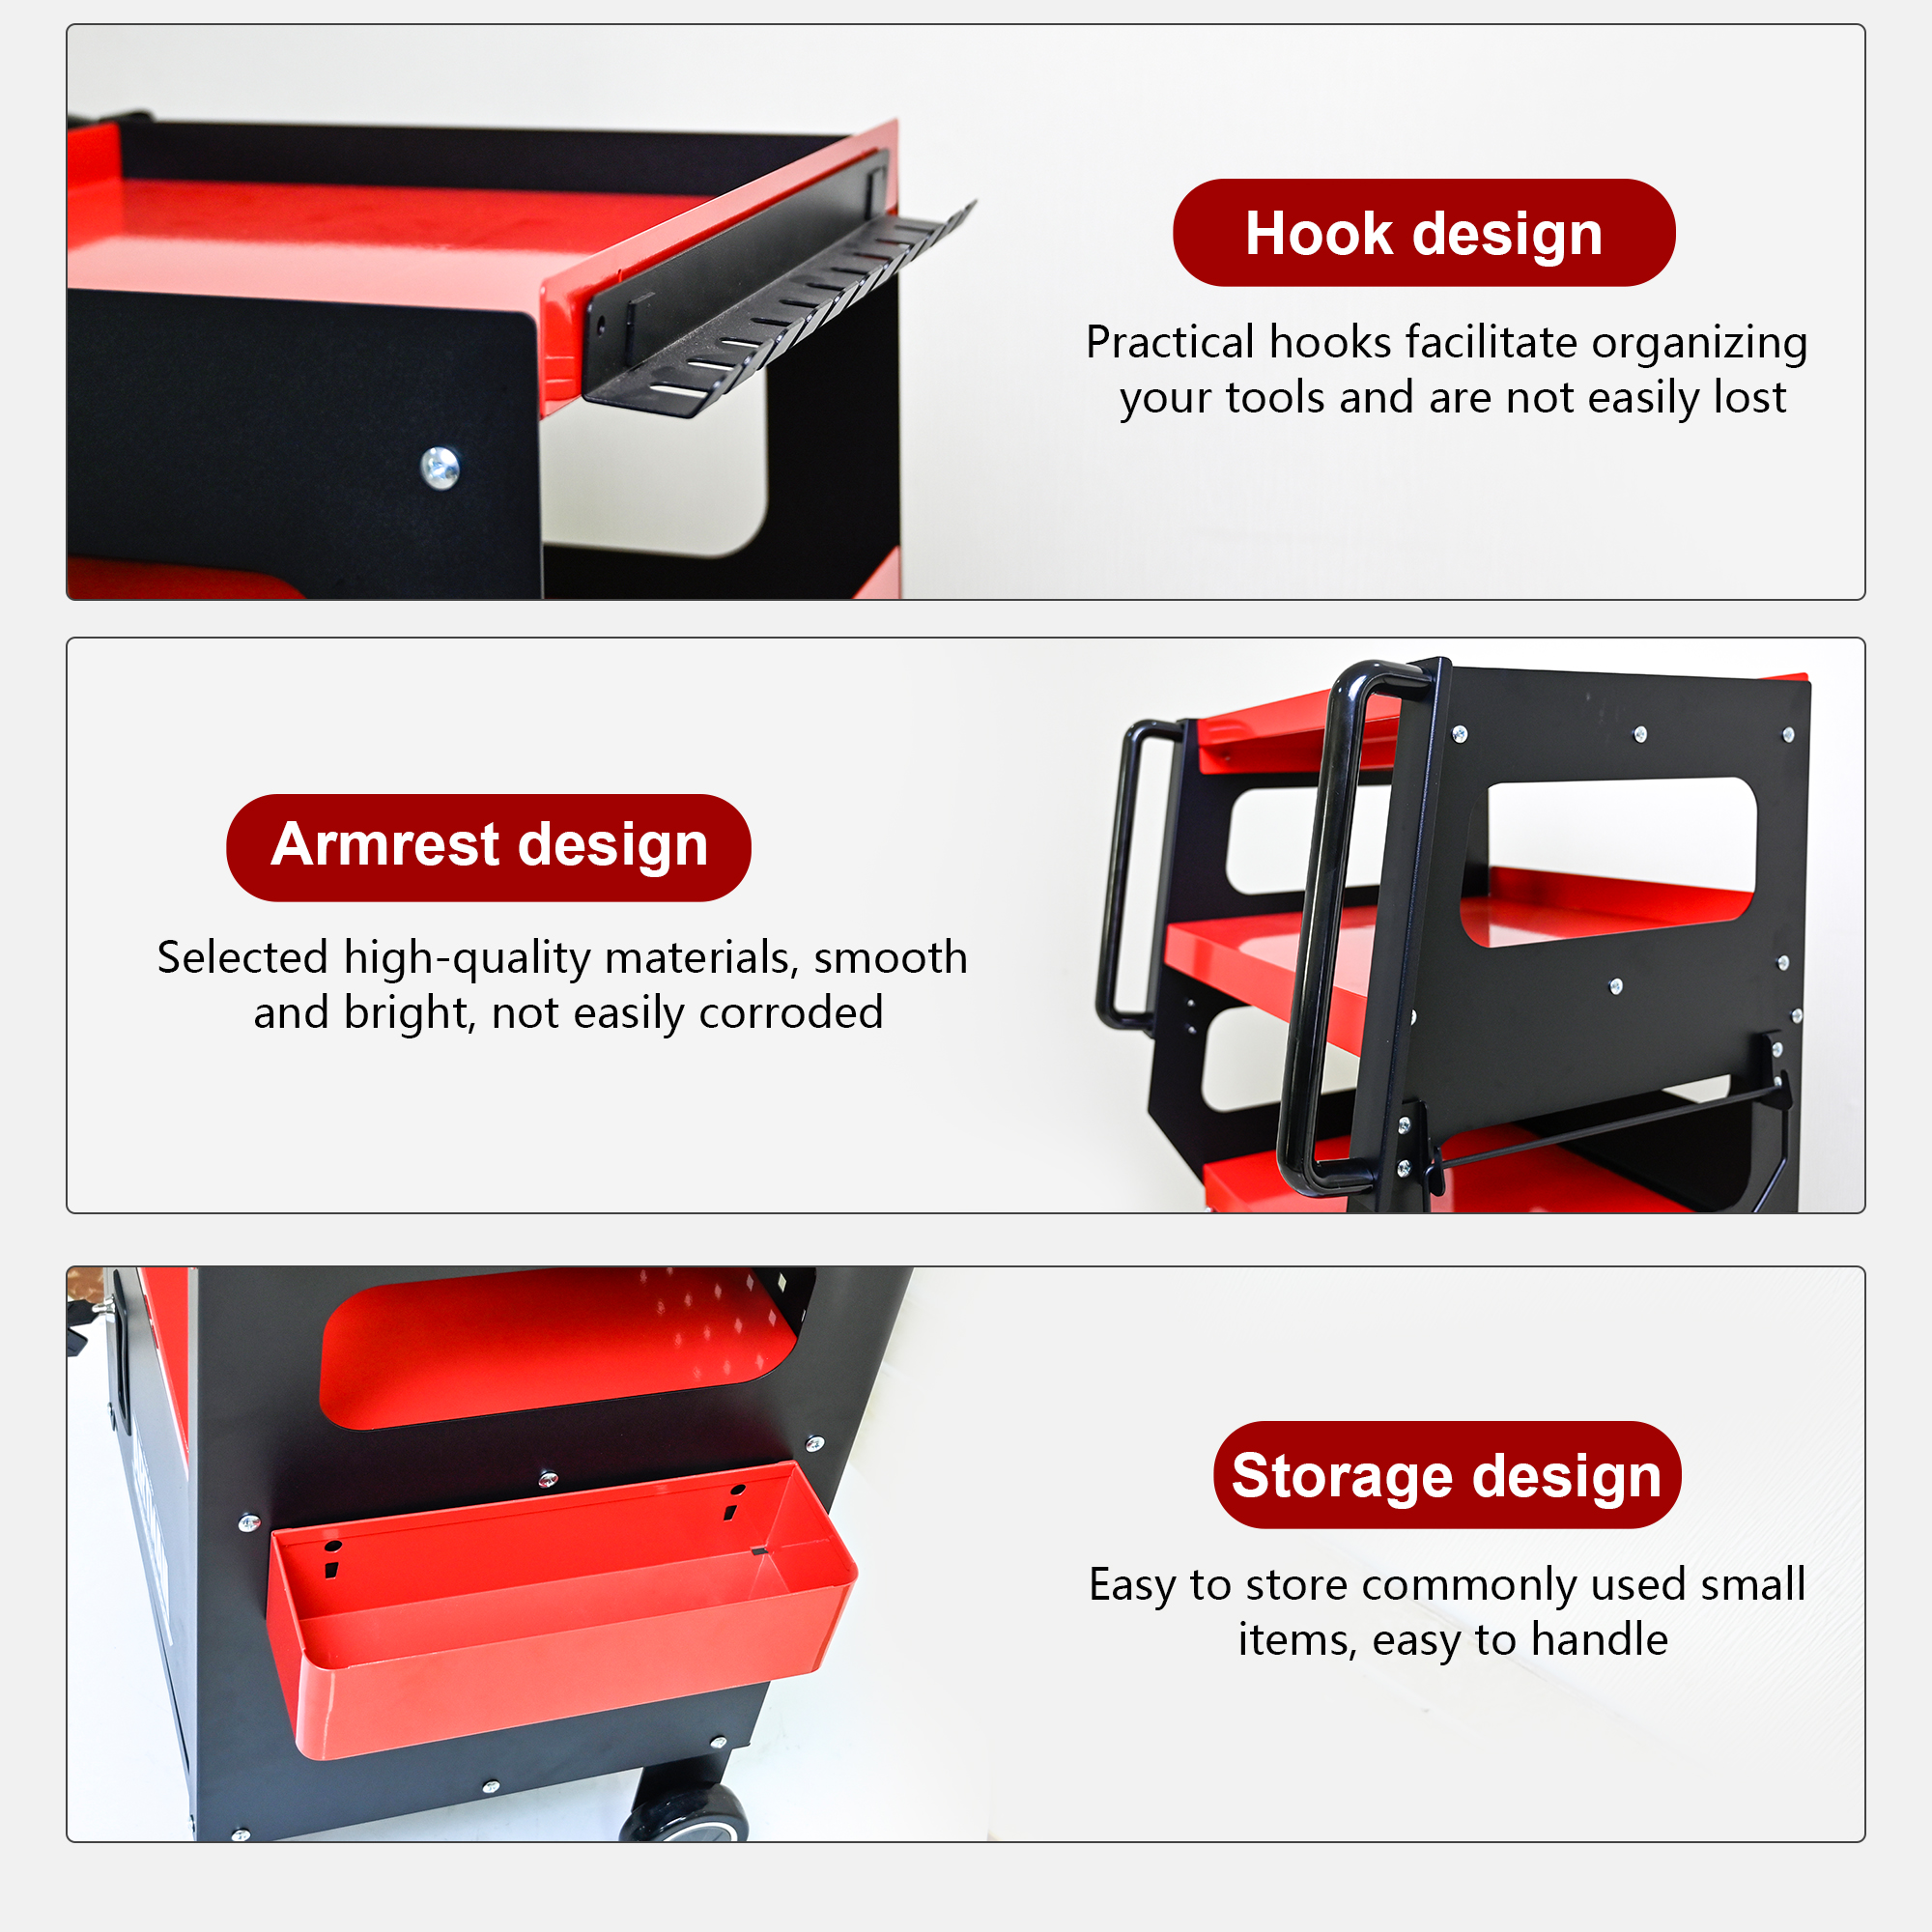 Hook design
Practical hooks facilitate organizing
your tools and are not easily lost
Armrest design
Selected high-quality materials, smooth
and bright, not easily corroded
Storage design
Easy to store commonly used small
items, easy to handle